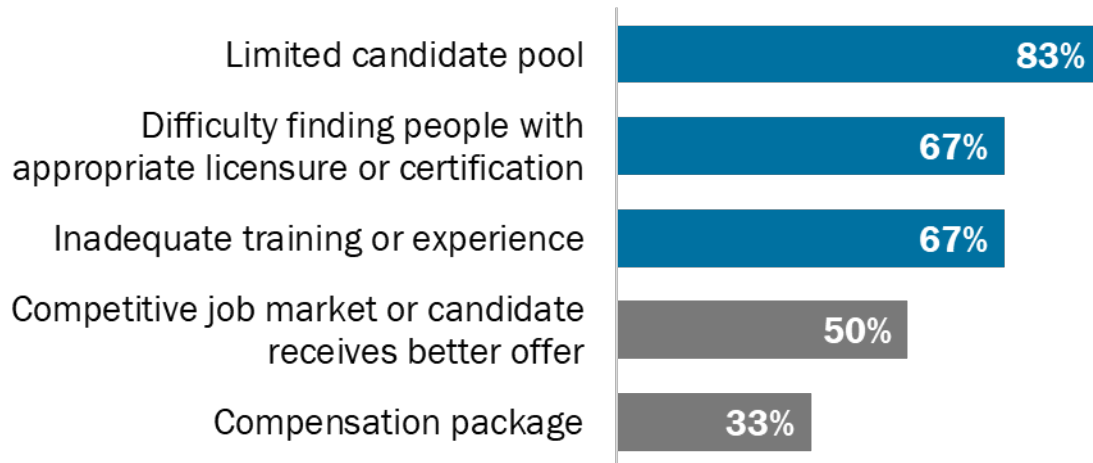 Limited candidate pool
83%
Difficulty finding people with
appropriate licensure or certification
67%
Inadequate training or experience
67%
Competitive job market or candidate
receives better offer
50%
Compensation package
33%